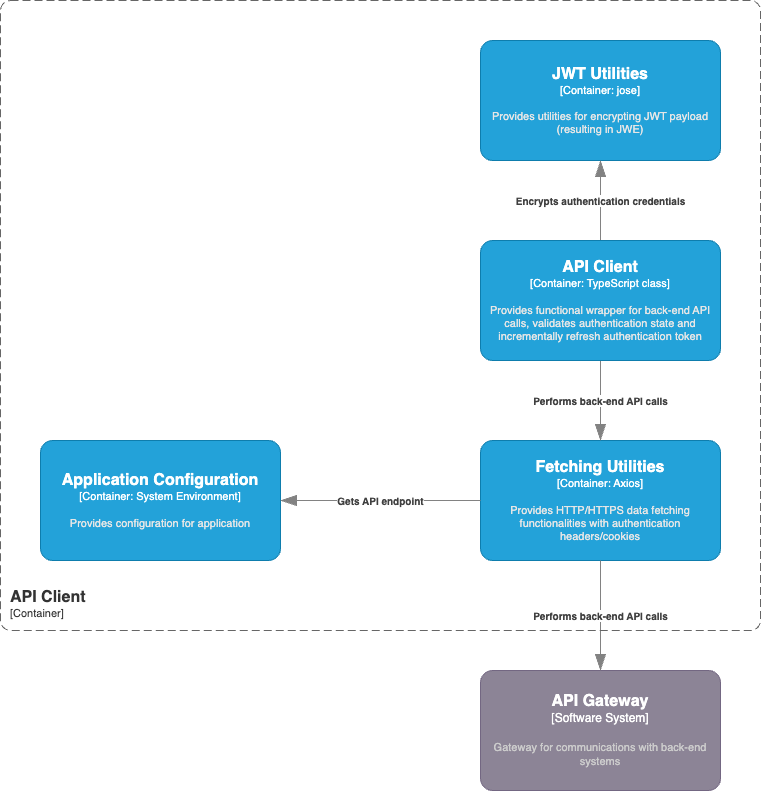 JWT Utilities
[Container: jose]
Provides utilities for encrypting JWT payload
(resulting in JWE)
Encrypts authentication credentials
API Client
[Container: TypeScript class]
Provides functional wrapper for back-end API
calls, validates authentication state and
incrementally refresh authentication token
Performs back-end API calls
Application Configuration
[Container: System Environment]
Provides configuration for application
Gets API endpoint
Fetching Utilities
[Container: Axios]
Provides HTTP/HTTPS data fetching
functionalities with authentication
headers/cookies
API Client
[Container]
Performs back-end API calls
API Gateway
[Software System]
Gateway for communications with back-end
systems